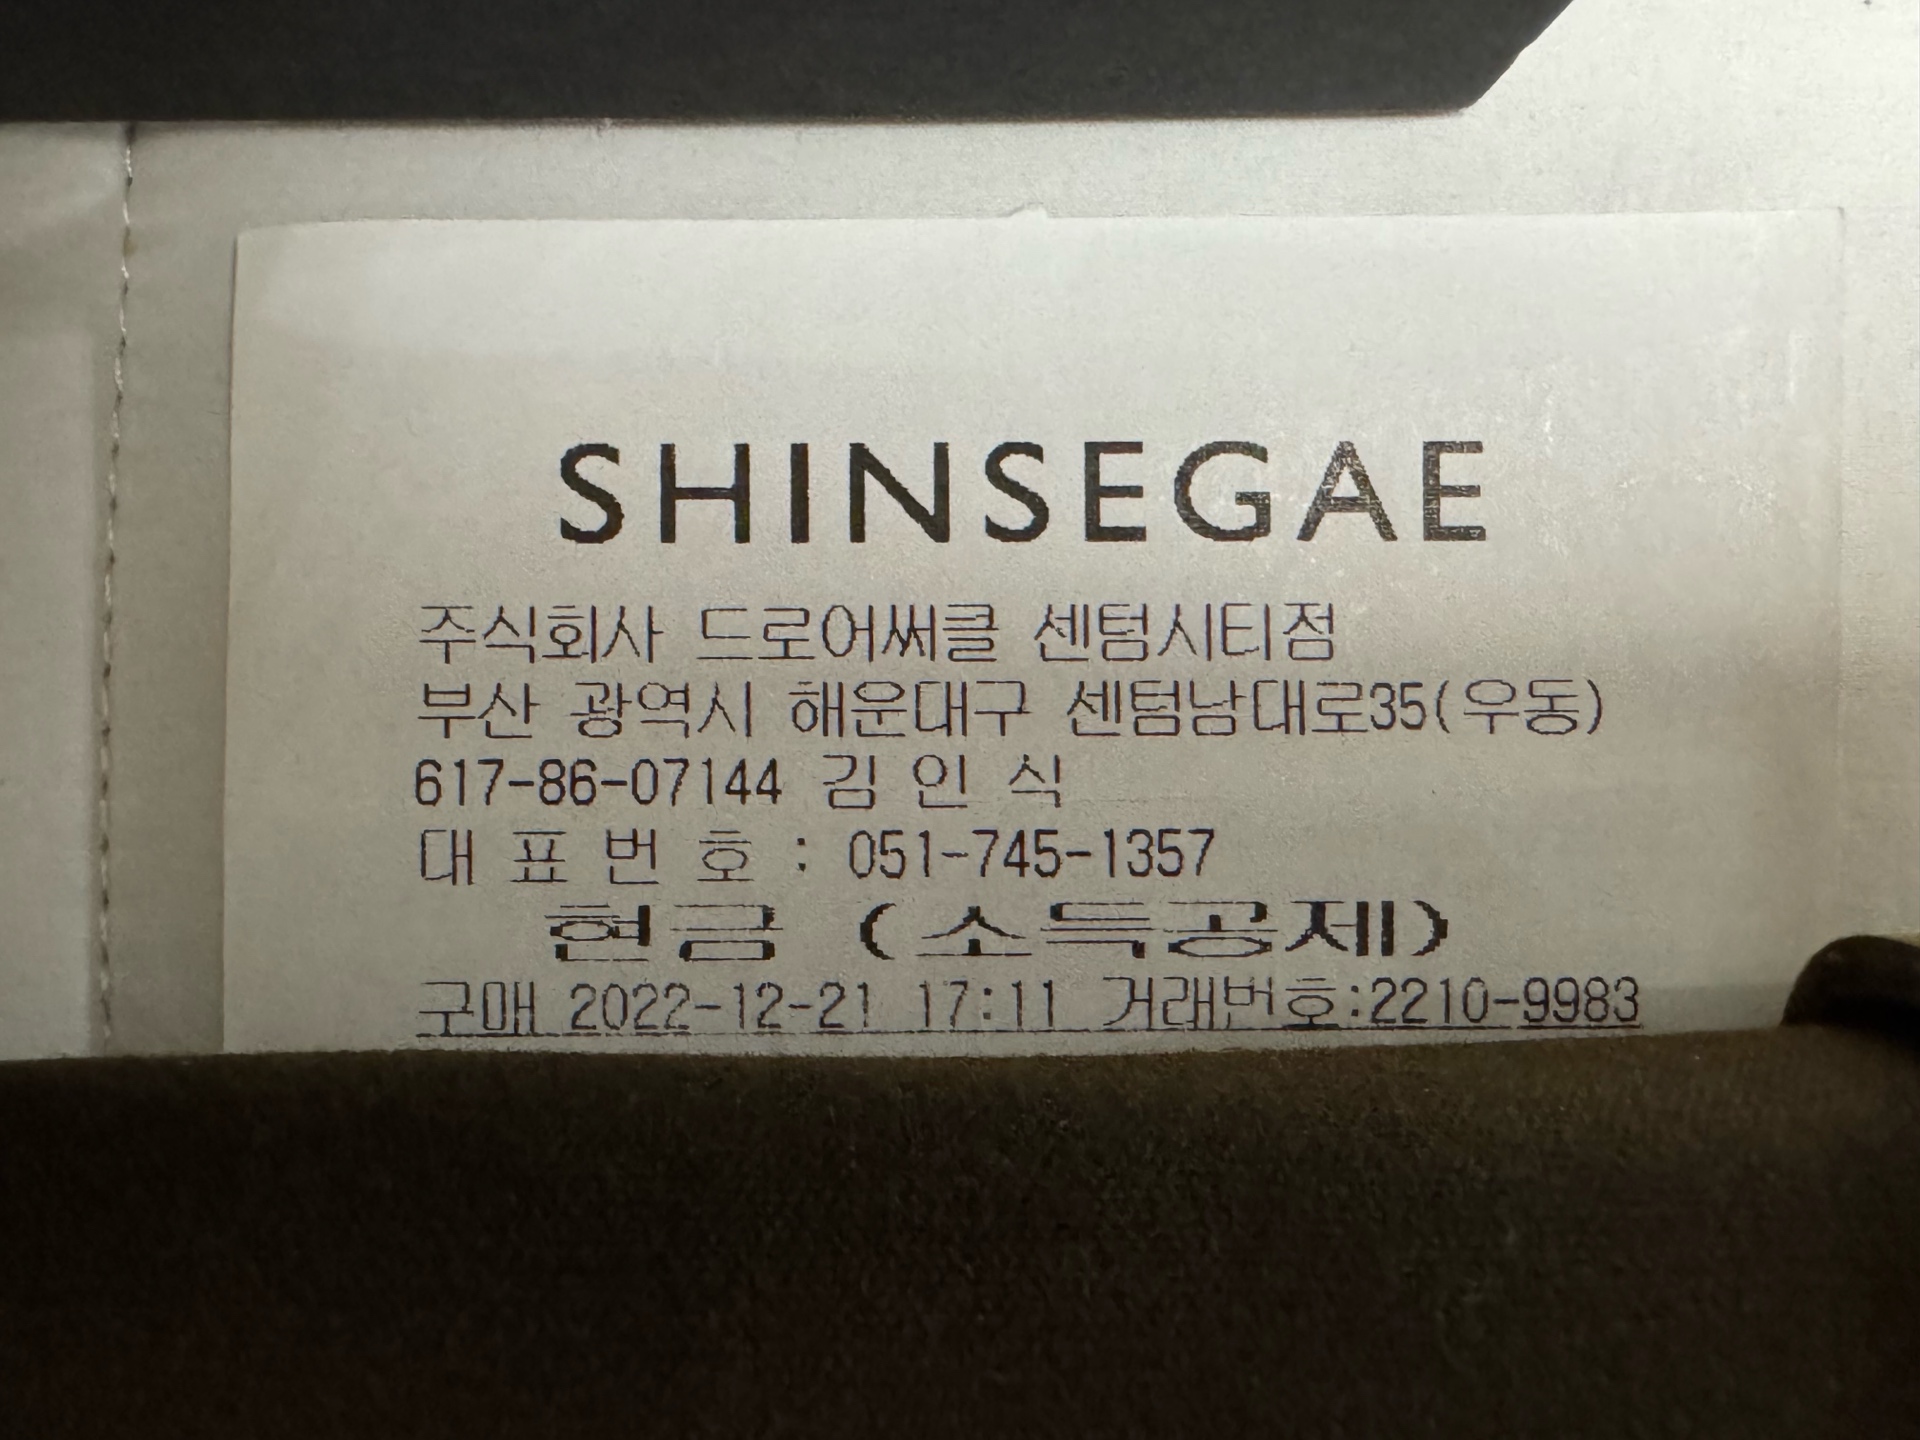 SHINSEGAE
주식회사 드로어써클 센텀시티점
부산 광역시 해운대구 센텀남대로35(우동)
617-86-07144 김 인 식
대 표 번 호 : 051-745-1357
현금 (소득공제)
구매 2022-12-21 17:11 거래번호:2210-9983